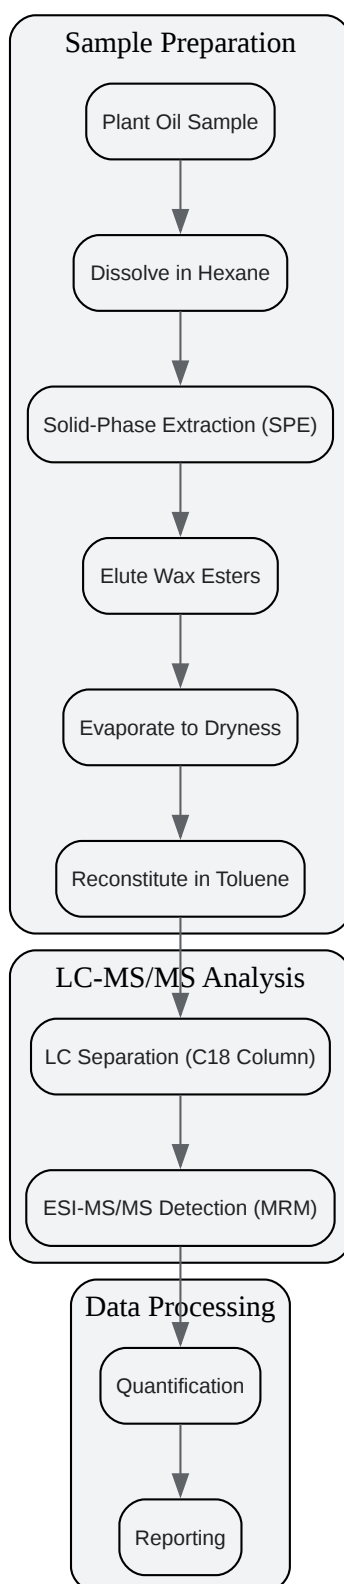 Sample Preparation
Plant Oil Sample
Dissolve in Hexane
Solid-Phase Extraction (SPE)
Elute Wax Esters
Evaporate to Dryness
Reconstitute in Toluene
LC-MS/MS Analysis
LC Separation (C18 Column)
ESI-MS/MS Detection (MRM)
Data Processing
Quantification
Reporting